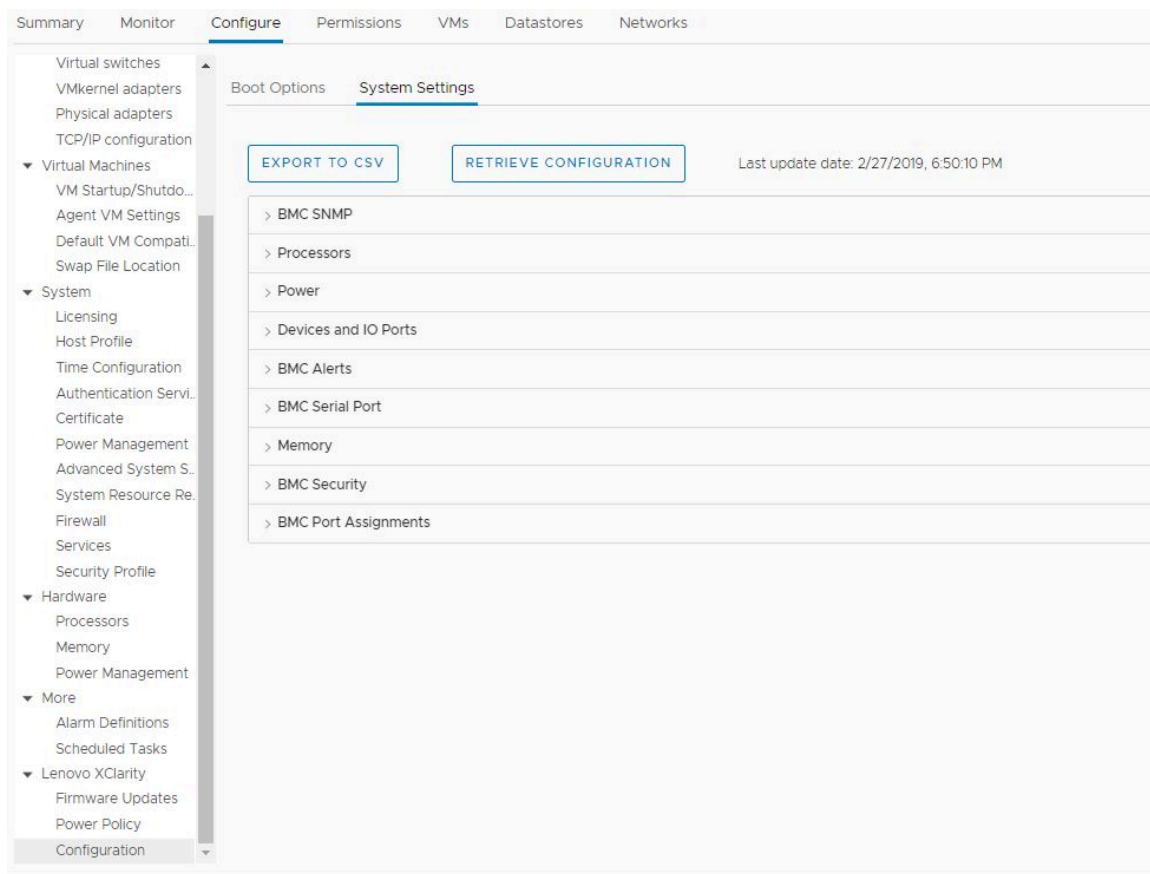 Summary Monitor Configure Permissions VMs Datastores Networks
Virtual switches
VMkernel adapters
Physical adapters
TCP/IP configuration
Virtual Machines
VM Startup/Shutdo...
Agent VM Settings
Default VM Compati..
Swap File Location
System
Licensing
Host Profile
Time Configuration
Authentication Servi..
Certificate
Power Management
Advanced System S..
System Resource Re.
Firewall
Services
Security Profile
Hardware
Processors
Memory
Power Management
More
Alarm Definitions
Scheduled Tasks
Lenovo XClarity
Firmware Updates
Power Policy
Configuration
Boot Options System Settings
EXPORT TO CSV RETRIEVE CONFIGURATION Last update date: 2/27/2019, 6:50:10 PM
BMC SNMP
Processors
Power
Devices and IO Ports
BMC Alerts
BMC Serial Port
Memory
BMC Security
BMC Port Assignments